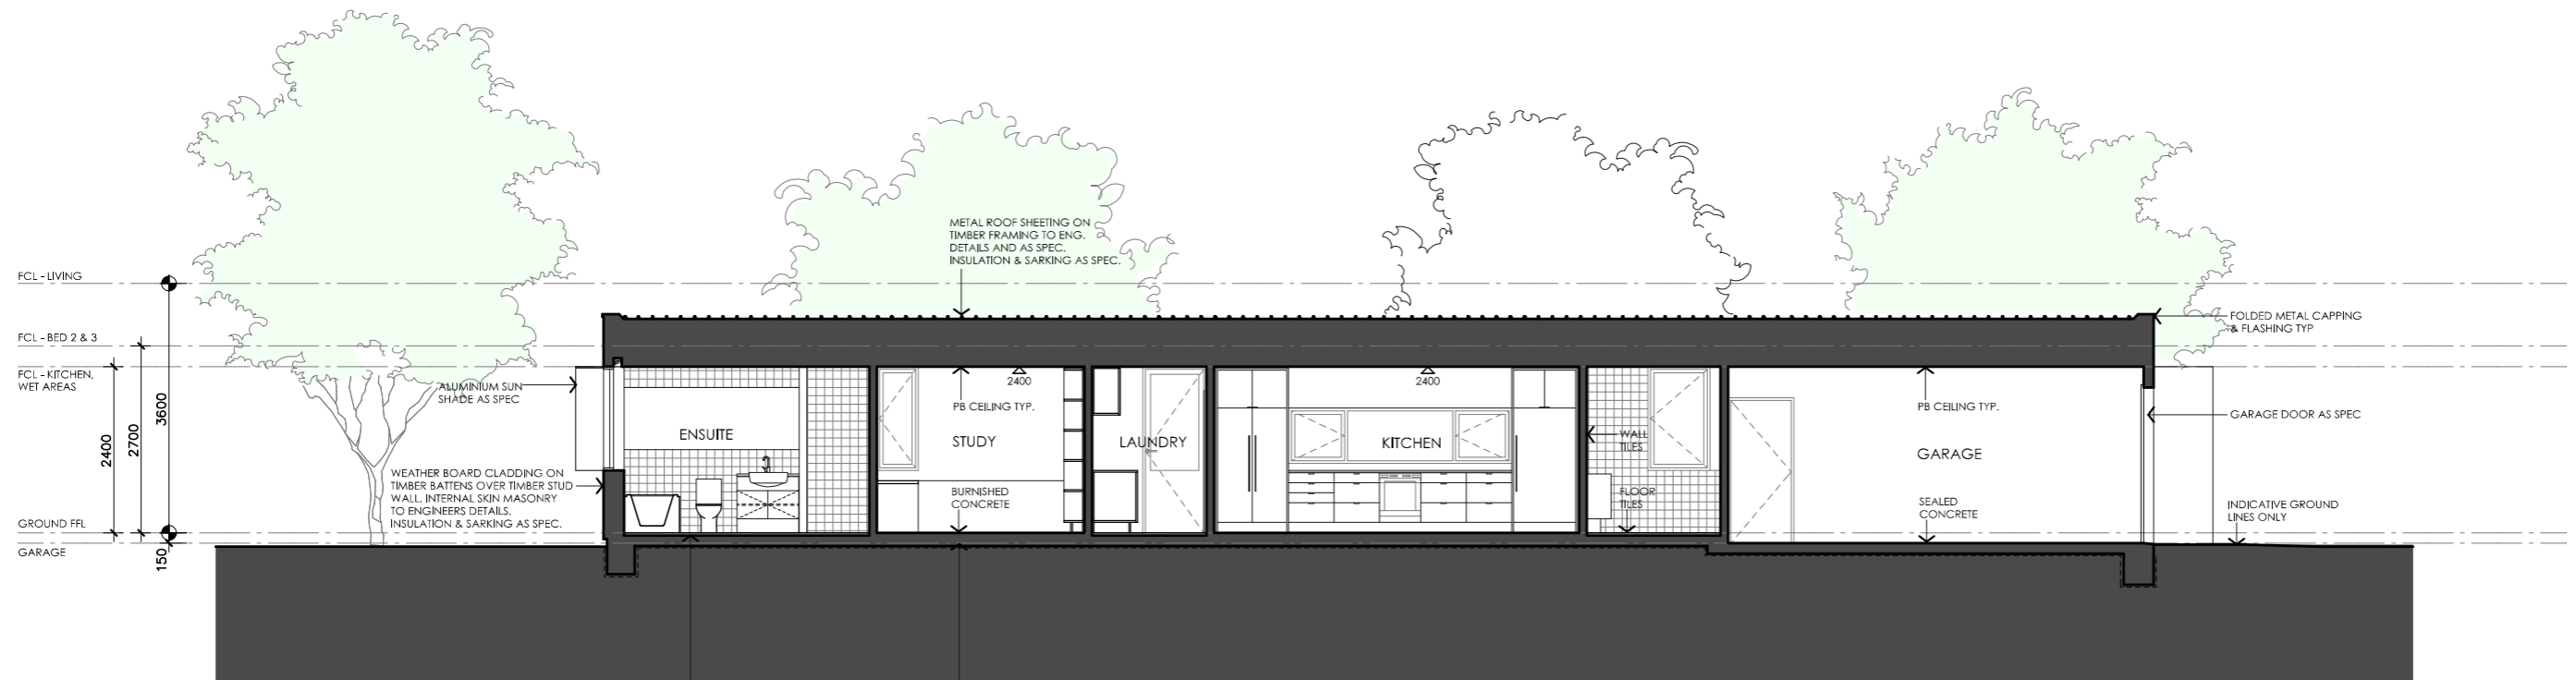 METAL ROOF SHEETING ON
TIMBER FRAMING TO ENG.
DETAILS AND AS SPEC.
INSULATION & SARKING AS SPEC.
FCL - LIVING
FCL - BED 2 & 3
FCL - KITCHEN,
WET AREAS
GROUND FFL
GARAGE
2400
2700
3600
150
ALUMINIUM SUN
SHADE AS SPEC
WEATHER BOARD CLADDING ON
TIMBER BATTENS OVER TIMBER STUD
WALL. INTERNAL SKIN MASONRY
TO ENGINEERS DETAILS.
INSULATION & SARKING AS SPEC.
ENSUITE
2400
PB CEILING TYP.
STUDY
BURNISHED
CONCRETE
LAUNDRY
2400
KITCHEN
WALL
TILES
FLOOR
TILES
PB CEILING TYP.
GARAGE
SEALED
CONCRETE
FOLDED METAL CAPPING
& FLASHING TYP
GARAGE DOOR AS SPEC
INDICATIVE GROUND
LINES ONLY